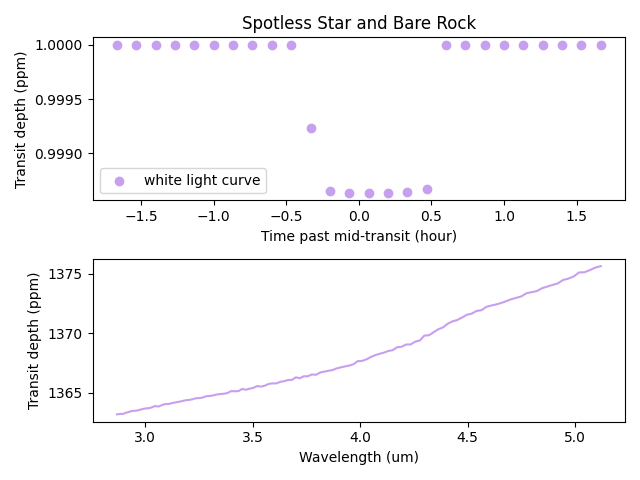 Spotless Star and Bare Rock
Transit depth (ppm)
1.0000
0.9995
0.9990
white light curve
−1.5 −1.0 −0.5 0.0 0.5 1.0 1.5
Time past mid-transit (hour)
Transit depth (ppm)
1375
1370
1365
3.0 3.5 4.0 4.5 5.0
Wavelength (um)